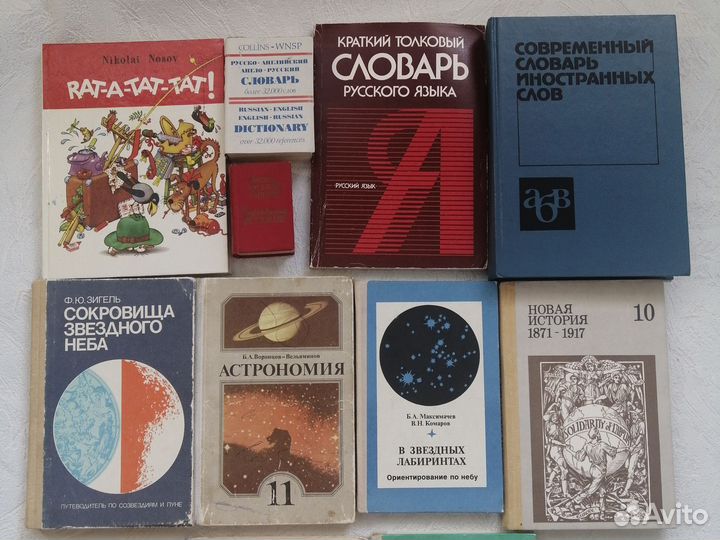 Nikolai Nosov
RAT-A-TAT-TAT!
COLLINS-WNSP
РУССКО-АНГЛИЙСКИЙ
АНГЛО-РУССКИЙ
СЛОВАРЬ
более 32,000 слов
RUSSIAN-ENGLISH
ENGLISH-RUSSIAN
DICTIONARY
over 32,000 references
КРАТКИЙ ТОЛКОВЫЙ
СЛОВАРЬ
РУССКОГО ЯЗЫКА
РУССКИЙ ЯЗЫК
Я
СОВРЕМЕННЫЙ
СЛОВАРЬ
ИНОСТРАННЫХ
СЛОВ
абв
Ф.Ю.ЗИГЕЛЬ
СОКРОВИЩА
ЗВЕЗДНОГО
НЕБА
ПУТЕВОДИТЕЛЬ ПО СОЗВЕЗДИЯМ И ЛУНЕ
Б.А.Воронцов-Вельяминов
АСТРОНОМИЯ
11
Б.А.Максимачев
В.Н.Комаров
В ЗВЕЗДНЫХ
ЛАБИРИНТАХ
Ориентирование по небу
НОВАЯ
ИСТОРИЯ
1871-1917
10
SOLIDARITY
Avito